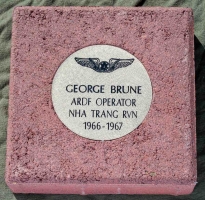 GEORGE BRUNE
ARDF OPERATOR
NHA TRANG RVN
1966-1967